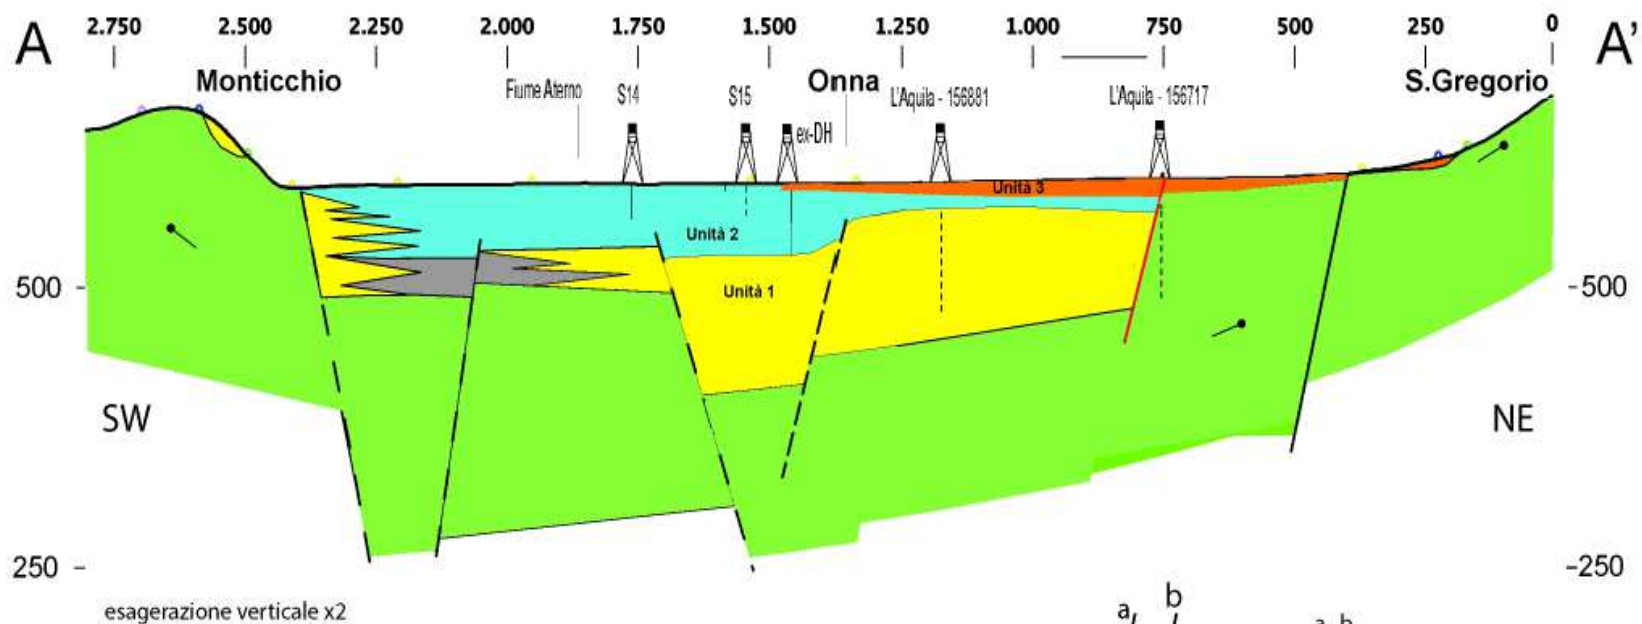 A 2.750 2.500 2.250 2.000 1.750 1.500 1.250 1.000 750 500 250 0 A'
Monticchio Onna S.Gregorio
Fiume Aterno S14 S15 L'Aquila - 156881 L'Aquila - 156717
ex-DH
Unità 3
Unità 2
500 - Unità 1 -500
SW NE
250 - -250
esagerazione verticale x2
a b
a b